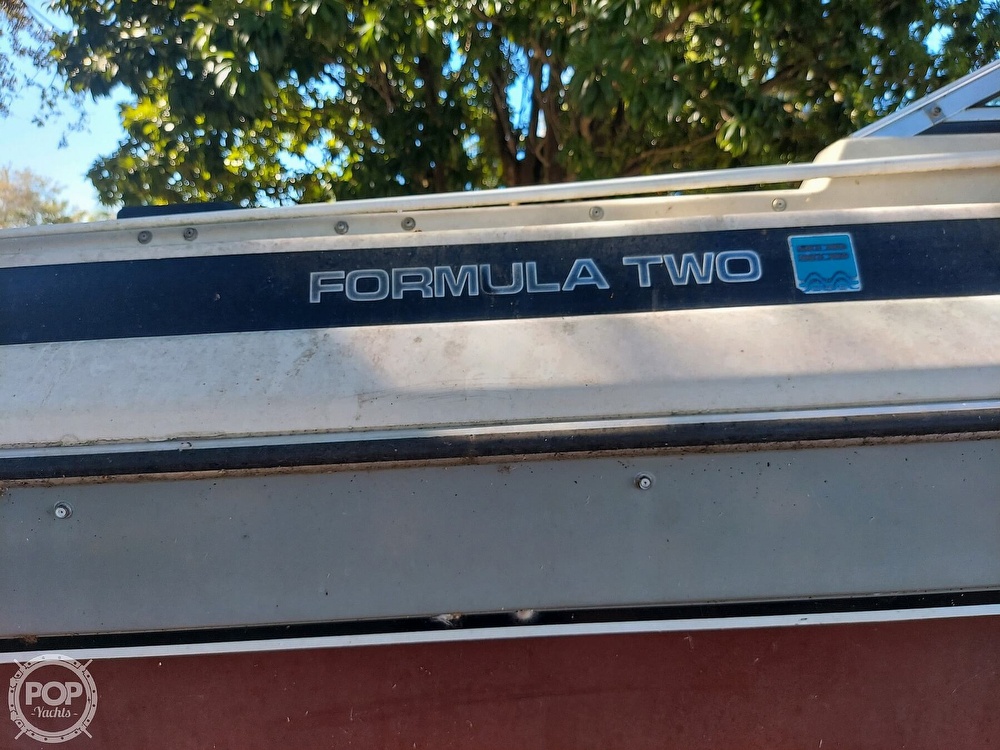 FORMULA TWO
POP
-Yachts-